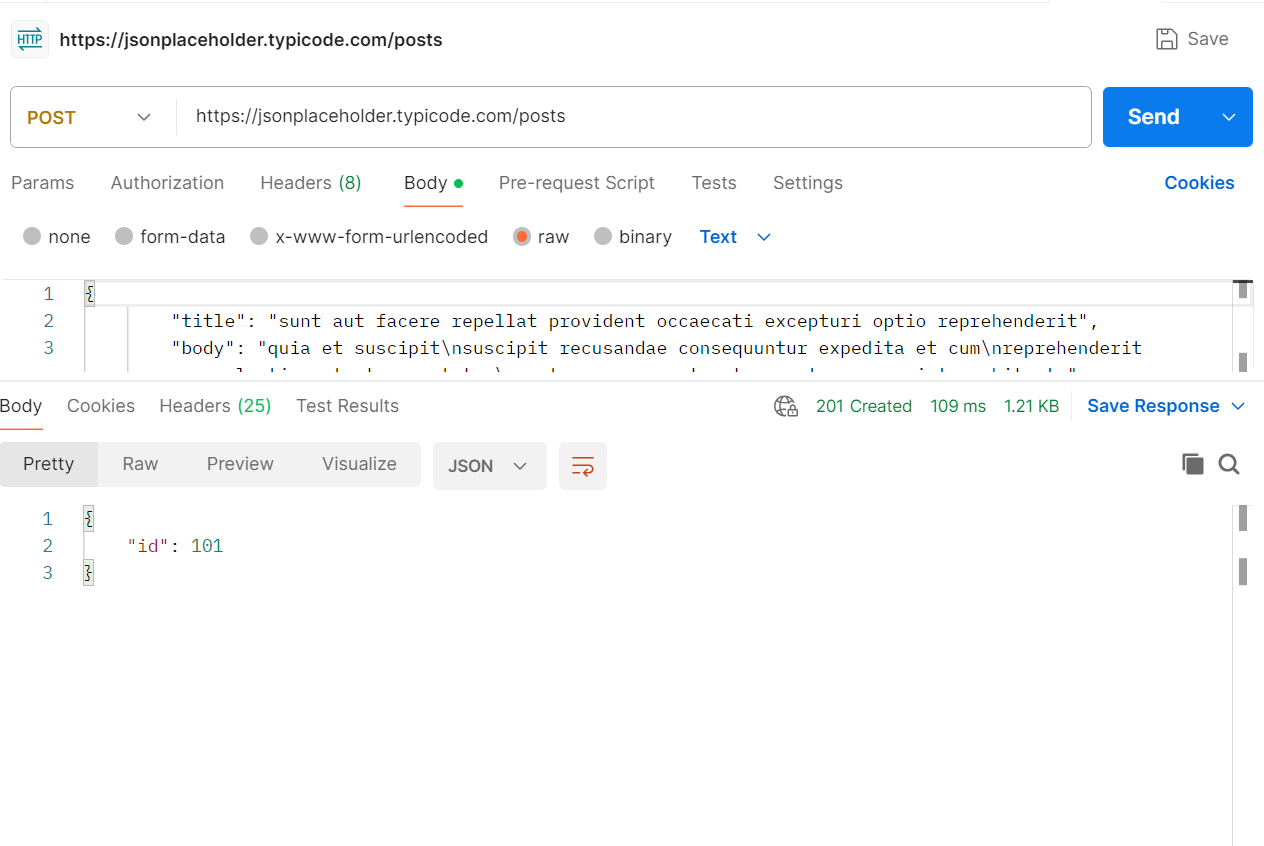 HTTP https://jsonplaceholder.typicode.com/posts Save
POST https://jsonplaceholder.typicode.com/posts Send
Params Authorization Headers (8) Body Pre-request Script Tests Settings Cookies
none form-data x-www-form-urlencoded raw binary Text
1 {
2 "title": "sunt aut facere repellat provident occaecati excepturi optio reprehenderit",
3 "body": "quia et suscipit\nsuscipit recusandae consequuntur expedita et cum\nreprehenderit
Body Cookies Headers (25) Test Results 201 Created 109 ms 1.21 KB Save Response
Pretty Raw Preview Visualize JSON
1 {
2 "id": 101
3 }